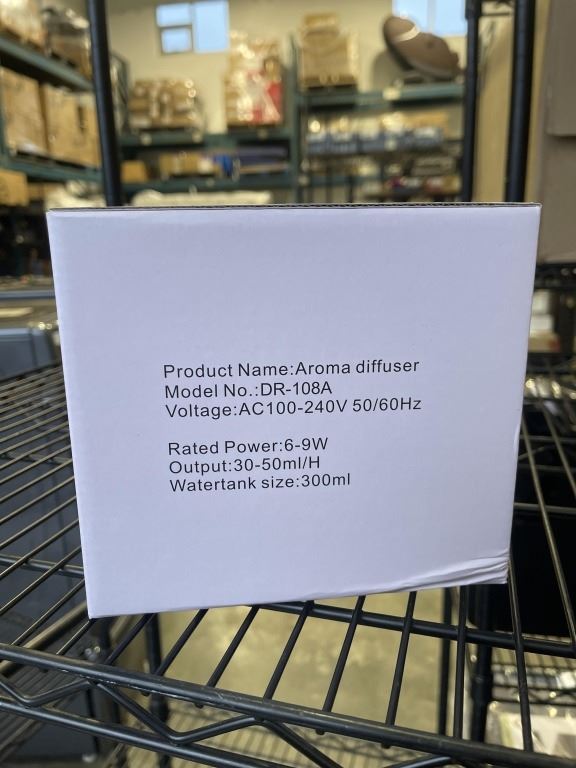 Product Name:Aroma diffuser
Model No.:DR-108A
Voltage:AC100-240V 50/60Hz
Rated Power:6-9W
Output:30-50ml/H
Watertank size:300ml